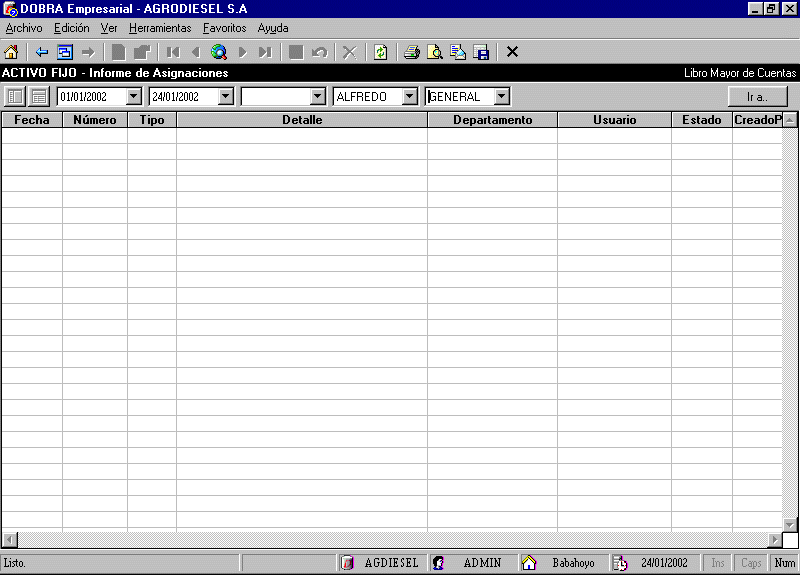 DOBRA Empresarial - AGRODIESEL S.A
Archivo Edición Ver Herramientas Favoritos Ayuda
ACTIVO FIJO - Informe de Asignaciones Libro Mayor de Cuentas
01/01/2002 24/01/2002 ALFREDO GENERAL Ir a..
Fecha Número Tipo Detalle Departamento Usuario Estado CreadoP
Listo. AGDIESEL ADMIN Babahoyo 24/01/2002 Ins Caps Num